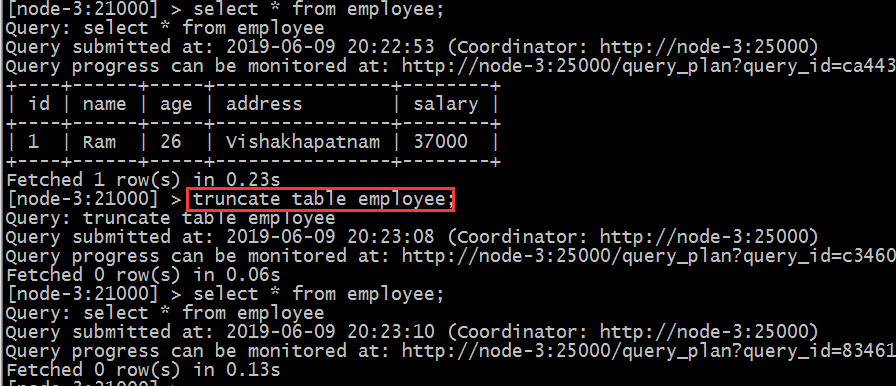 [node-3:21000] > select * from employee;
Query: select * from employee
Query submitted at: 2019-06-09 20:22:53 (Coordinator: http://node-3:25000)
Query progress can be monitored at: http://node-3:25000/query_plan?query_id=ca443
+----+------+-----+----------------+--------+
| id | name | age | address        | salary |
+----+------+-----+----------------+--------+
| 1  | Ram  | 26  | Vishakhapatnam | 37000  |
+----+------+-----+----------------+--------+
Fetched 1 row(s) in 0.23s
[node-3:21000] > truncate table employee;
Query: truncate table employee
Query submitted at: 2019-06-09 20:23:08 (Coordinator: http://node-3:25000)
Query progress can be monitored at: http://node-3:25000/query_plan?query_id=c3460
Fetched 0 row(s) in 0.06s
[node-3:21000] > select * from employee;
Query: select * from employee
Query submitted at: 2019-06-09 20:23:10 (Coordinator: http://node-3:25000)
Query progress can be monitored at: http://node-3:25000/query_plan?query_id=83461
Fetched 0 row(s) in 0.13s
[node-3:21000] >